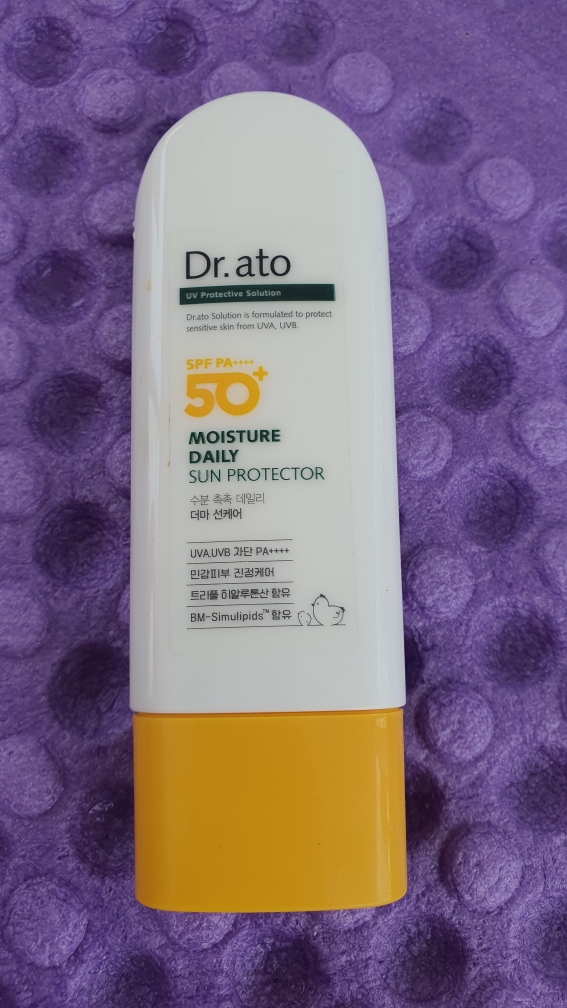 Dr.ato
UV Protective Solution
Dr.ato Solution is formulated to protect
sensitive skin from UVA, UVB.
SPF PA++++
50+
MOISTURE
DAILY
SUN PROTECTOR
수분 촉촉 데일리
더마 선케어
UVA,UVB 차단 PA++++
민감피부 진정케어
트리플 히알루론산 함유
BM-Simulipids™ 함유